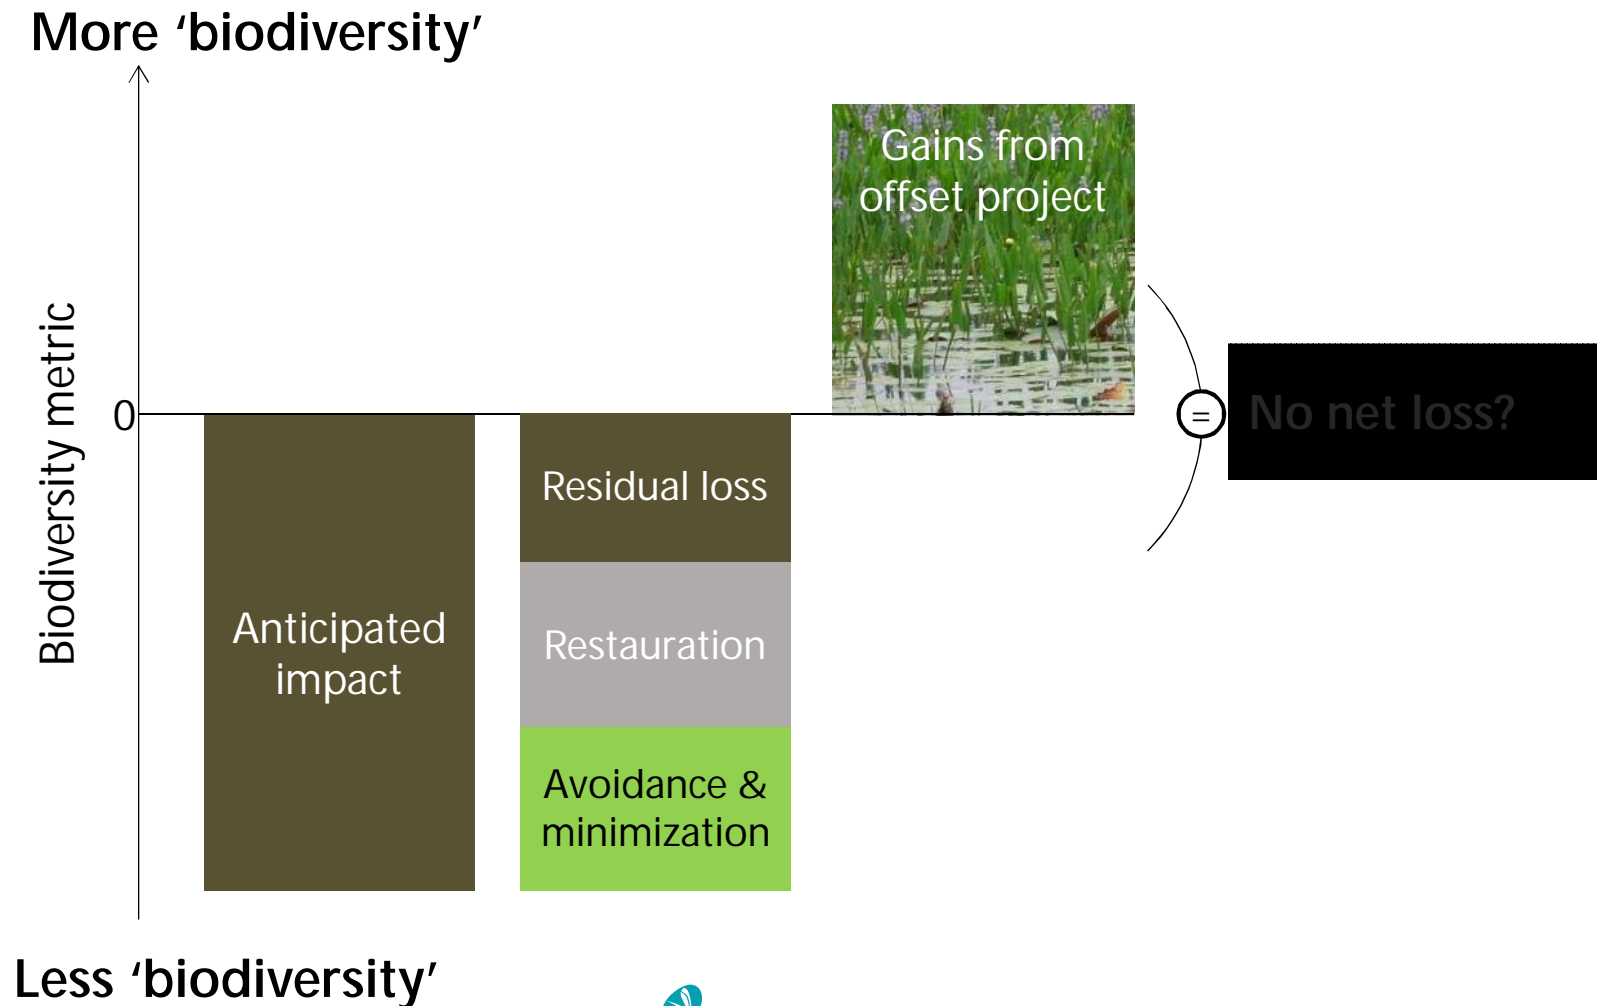 More ‘biodiversity’
Gains from
offset project
Biodiversity metric
0
=
No net loss?
Residual loss
Anticipated
impact
Restauration
Avoidance &
minimization
Less ‘biodiversity’